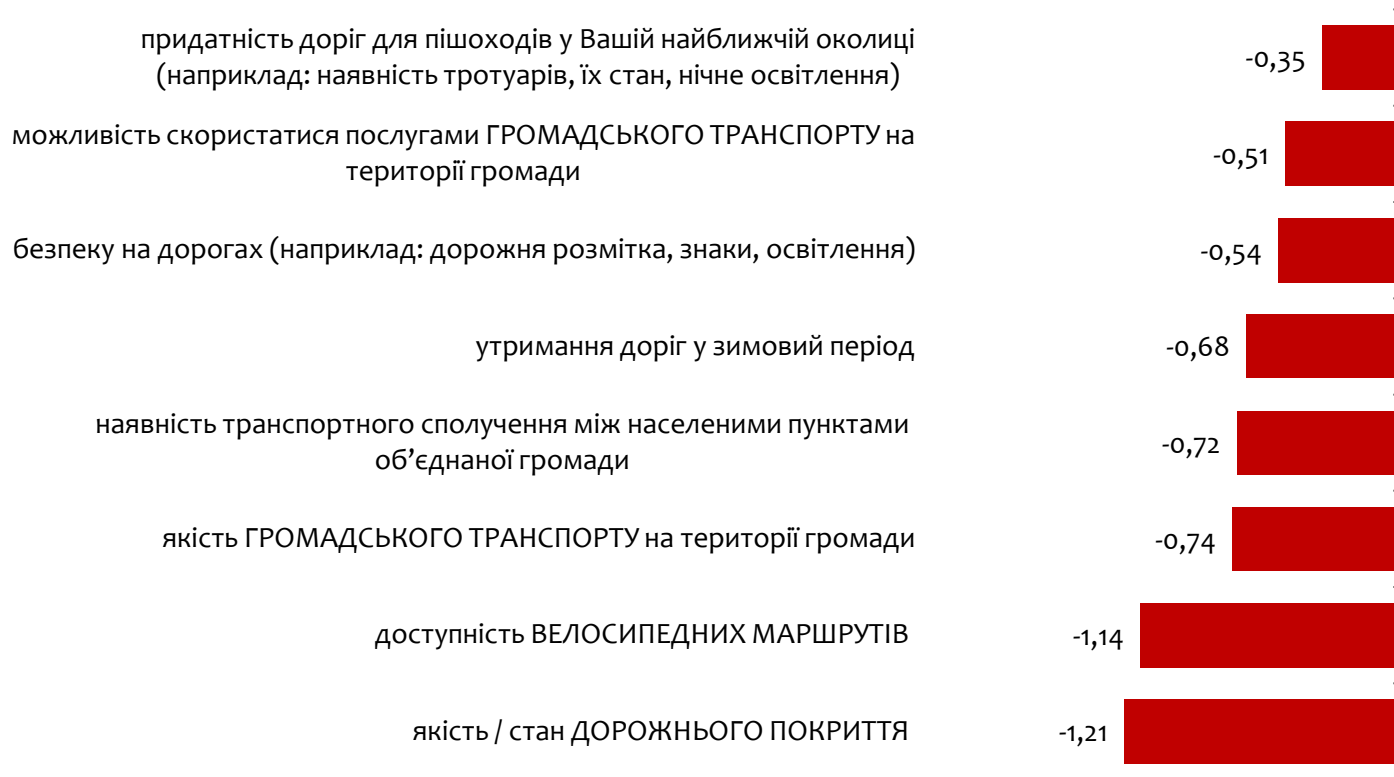 придатність доріг для пішоходів у Вашій найближчій околиці
(наприклад: наявність тротуарів, їх стан, нічне освітлення)
-0,35
можливість скористатися послугами ГРОМАДСЬКОГО ТРАНСПОРТУ на
території громади
-0,51
безпеку на дорогах (наприклад: дорожня розмітка, знаки, освітлення)
-0,54
утримання доріг у зимовий період
-0,68
наявність транспортного сполучення між населеними пунктами
об’єднаної громади
-0,72
якість ГРОМАДСЬКОГО ТРАНСПОРТУ на території громади
-0,74
доступність ВЕЛОСИПЕДНИХ МАРШРУТІВ
-1,14
якість / стан ДОРОЖНЬОГО ПОКРИТТЯ
-1,21